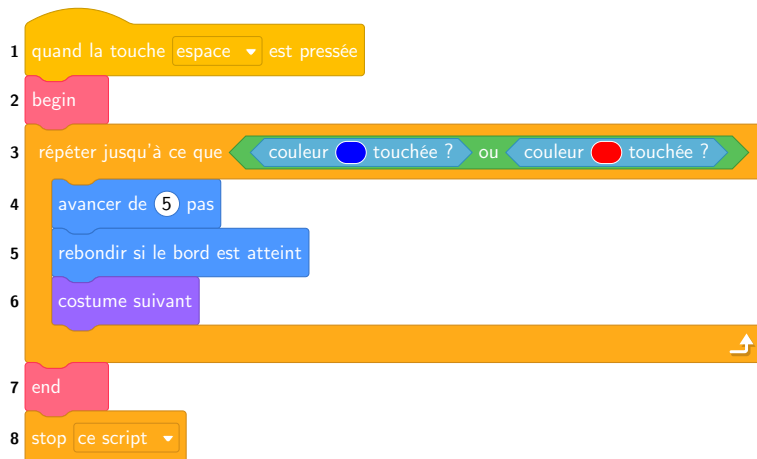 1 quand la touche espace est pressée
2 begin
3 répéter jusqu'à ce que couleur touchée ? ou couleur touchée ?
4 avancer de 5 pas
5 rebondir si le bord est atteint
6 costume suivant
7 end
8 stop ce script